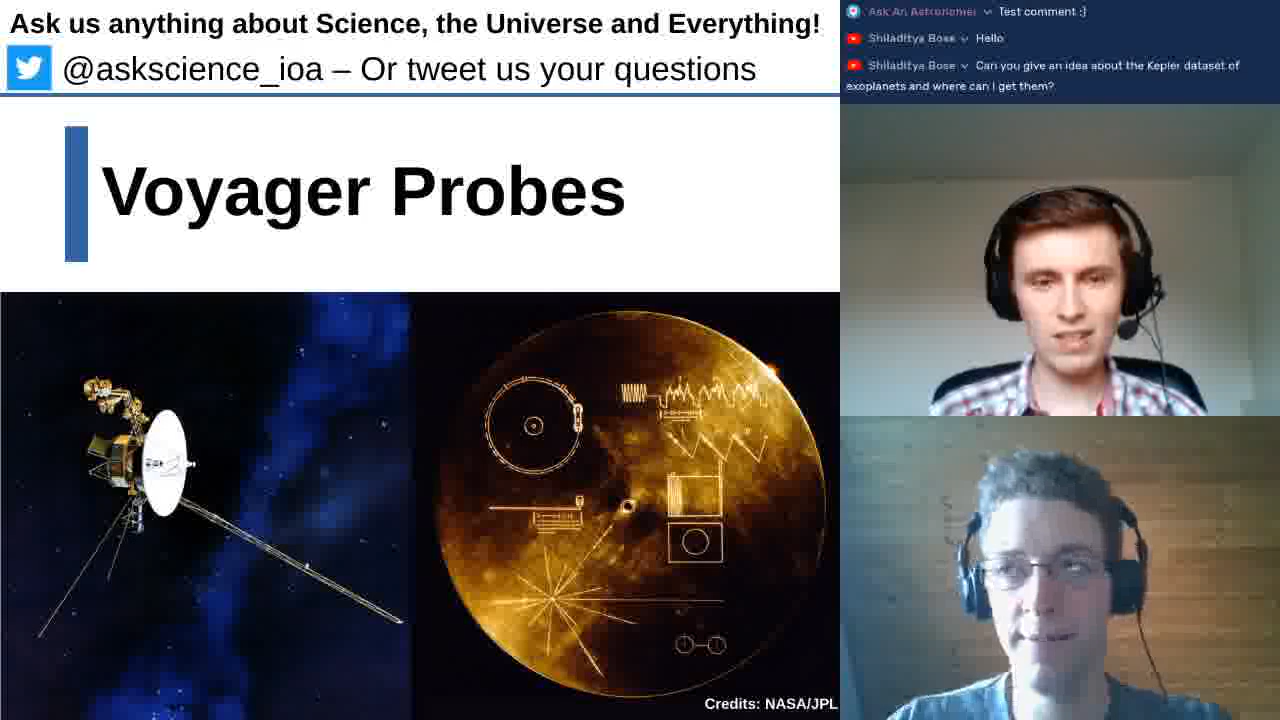 Ask us anything about Science, the Universe and Everything!
@askscience_ioa – Or tweet us your questions
Voyager Probes
Credits: NASA/JPL
Ask An Astronomer Test comment :)
Shiladitya Bose Hello
Shiladitya Bose Can you give an idea about the Kepler dataset of
exoplanets and where can I get them?